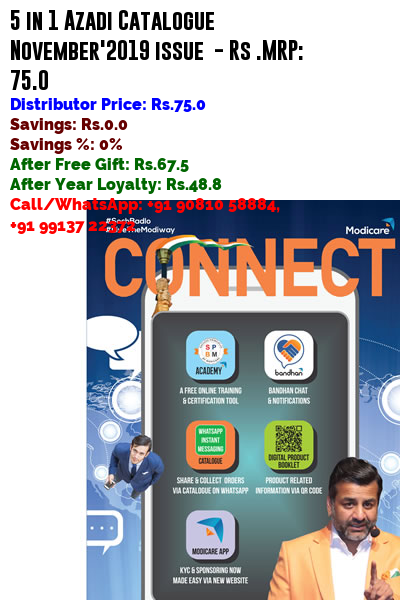 5 in 1 Azadi Catalogue
November'2019 issue - Rs .MRP:
75.0
Distributor Price: Rs.75.0
Savings: Rs.0.0
Savings %: 0%
After Free Gift: Rs.67.5
After Year Loyalty: Rs.48.8
Call/WhatsApp: +91 90810 58884,
+91 99137
Modicare
CONNECT
SPBM
ACADEMY
bandhan
A FREE ONLINE TRAINING
& CERTIFICATION TOOL
BANDHAN CHAT
& NOTIFICATIONS
WHATSAPP
INSTANT
MESSAGING
CATALOGUE
DIGITAL PRODUCT
BOOKLET
SHARE & COLLECT ORDERS
VIA CATALOGUE ON WHATSAPP
PRODUCT RELATED
INFORMATION VIA QR CODE
MODICARE APP
KYC & SPONSORING NOW
MADE EASY VIA NEW WEBSITE